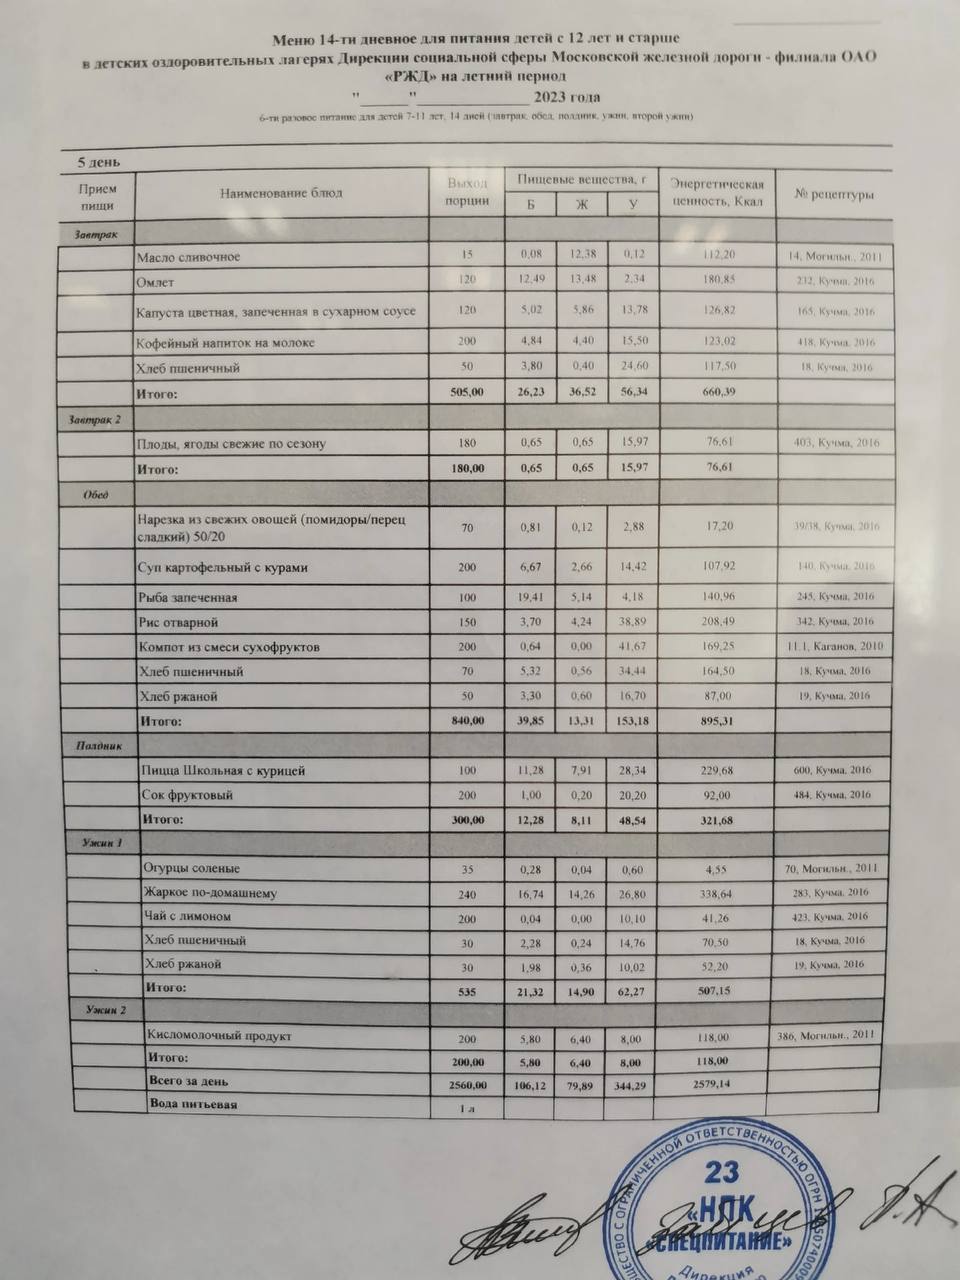 Меню 14-ти дневное для питания детей с 12 лет и старше
в детских оздоровительных лагерях Дирекции социальной сферы Московской железной дороги - филиала ОАО
«РЖД» на летний период
"______"______________ 2023 года
6-ти разовое питание для детей 7-11 лет, 14 дней (завтрак, обед, полдник, ужин, второй ужин)
5 день
Прием пищи Наименование блюд Выход порции Пищевые вещества, г Энергетическая ценность, Ккал № рецептуры
Б Ж У
Завтрак
Масло сливочное 15 0,08 12,38 0,12 112,20 14, Могильн., 2011
Омлет 120 12,49 13,48 2,34 180,85 232, Кучма, 2016
Капуста цветная, запеченная в сухарном соусе 120 5,02 5,86 13,78 126,82 165, Кучма, 2016
Кофейный напиток на молоке 200 4,84 4,40 15,50 123,02 418, Кучма, 2016
Хлеб пшеничный 50 3,80 0,40 24,60 117,50 18, Кучма, 2016
Итого: 505,00 26,23 36,52 56,34 660,39
Завтрак 2
Плоды, ягоды свежие по сезону 180 0,65 0,65 15,97 76,61 403, Кучма, 2016
Итого: 180,00 0,65 0,65 15,97 76,61
Обед
Нарезка из свежих овощей (помидоры/перец сладкий) 50/20 70 0,81 0,12 2,88 17,20 39/38, Кучма, 2016
Суп картофельный с курами 200 6,67 2,66 14,42 107,92 140, Кучма, 2016
Рыба запеченная 100 19,41 5,14 4,18 140,96 245, Кучма, 2016
Рис отварной 150 3,70 4,24 38,89 208,49 342, Кучма, 2016
Компот из смеси сухофруктов 200 0,64 0,00 41,67 169,25 11.1, Каганов, 2010
Хлеб пшеничный 70 5,32 0,56 34,44 164,50 18, Кучма, 2016
Хлеб ржаной 50 3,30 0,60 16,70 87,00 19, Кучма, 2016
Итого: 840,00 39,85 13,31 153,18 895,31
Полдник
Пицца Школьная с курицей 100 11,28 7,91 28,34 229,68 600, Кучма, 2016
Сок фруктовый 200 1,00 0,20 20,20 92,00 484, Кучма, 2016
Итого: 300,00 12,28 8,11 48,54 321,68
Ужин 1
Огурцы соленые 35 0,28 0,04 0,60 4,55 70, Могильн., 2011
Жаркое по-домашнему 240 16,74 14,26 26,80 338,64 283, Кучма, 2016
Чай с лимоном 200 0,04 0,00 10,10 41,26 423, Кучма, 2016
Хлеб пшеничный 30 2,28 0,24 14,76 70,50 18, Кучма, 2016
Хлеб ржаной 30 1,98 0,36 10,02 52,20 19, Кучма, 2016
Итого: 535 21,32 14,90 62,27 507,15
Ужин 2
Кисломолочный продукт 200 5,80 6,40 8,00 118,00 386, Могильн., 2011
Итого: 200,00 5,80 6,40 8,00 118,00
Всего за день 2560,00 106,12 79,89 344,29 2579,14
Вода питьевая 1 л
ОБЩЕСТВО С ОГРАНИЧЕННОЙ ОТВЕТСТВЕННОСТЬЮ ОГРН
23
«НПК
«СПЕЦПИТАНИЕ»
Дирекция